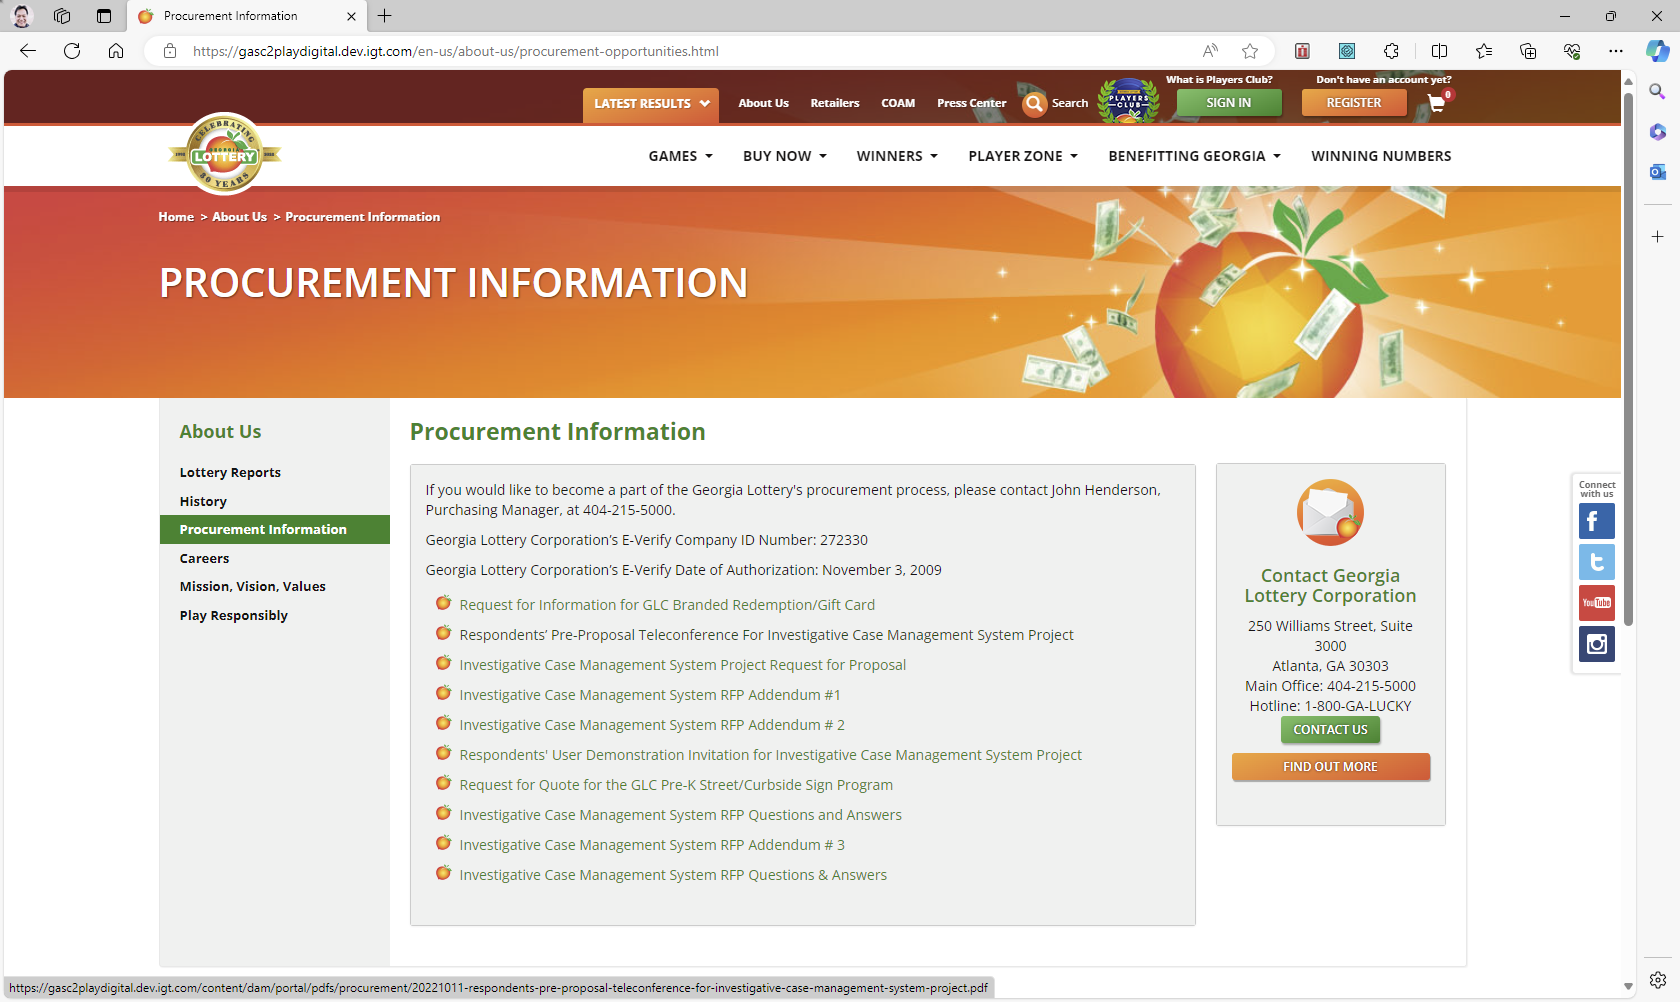 Procurement Information
https://gasc2playdigital.dev.igt.com/en-us/about-us/procurement-opportunities.html
What is Players Club?
Don't have an account yet?
LATEST RESULTS
About Us
Retailers
COAM
Press Center
Search
PLAYERS CLUB
SIGN IN
REGISTER
0
CELEBRATING
GEORGIA
LOTTERY
30 YEARS
GAMES
BUY NOW
WINNERS
PLAYER ZONE
BENEFITTING GEORGIA
WINNING NUMBERS
Home > About Us > Procurement Information
PROCUREMENT INFORMATION
About Us
Lottery Reports
History
Procurement Information
Careers
Mission, Vision, Values
Play Responsibly
Procurement Information
If you would like to become a part of the Georgia Lottery's procurement process, please contact John Henderson,
Purchasing Manager, at 404-215-5000.
Georgia Lottery Corporation’s E-Verify Company ID Number: 272330
Georgia Lottery Corporation’s E-Verify Date of Authorization: November 3, 2009
Request for Information for GLC Branded Redemption/Gift Card
Respondents’ Pre-Proposal Teleconference For Investigative Case Management System Project
Investigative Case Management System Project Request for Proposal
Investigative Case Management System RFP Addendum #1
Investigative Case Management System RFP Addendum # 2
Respondents' User Demonstration Invitation for Investigative Case Management System Project
Request for Quote for the GLC Pre-K Street/Curbside Sign Program
Investigative Case Management System RFP Questions and Answers
Investigative Case Management System RFP Addendum # 3
Investigative Case Management System RFP Questions & Answers
Contact Georgia
Lottery Corporation
250 Williams Street, Suite
3000
Atlanta, GA 30303
Main Office: 404-215-5000
Hotline: 1-800-GA-LUCKY
CONTACT US
FIND OUT MORE
Connect
with us
YouTube
https://gasc2playdigital.dev.igt.com/content/dam/portal/pdfs/procurement/20221011-respondents-pre-proposal-teleconference-for-investigative-case-management-system-project.pdf